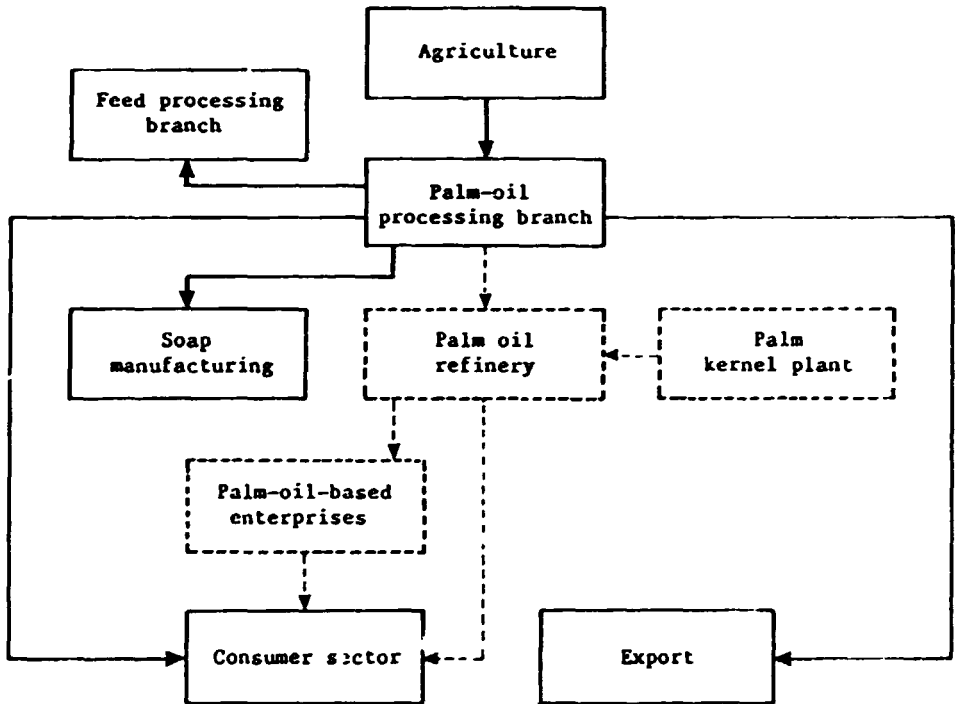 Agriculture
Feed processing
branch
Palm-oil
processing branch
Soap
manufacturing
Palm oil
refinery
Palm
kernel plant
Palm-oil-based
enterprises
Consumer sector
Export